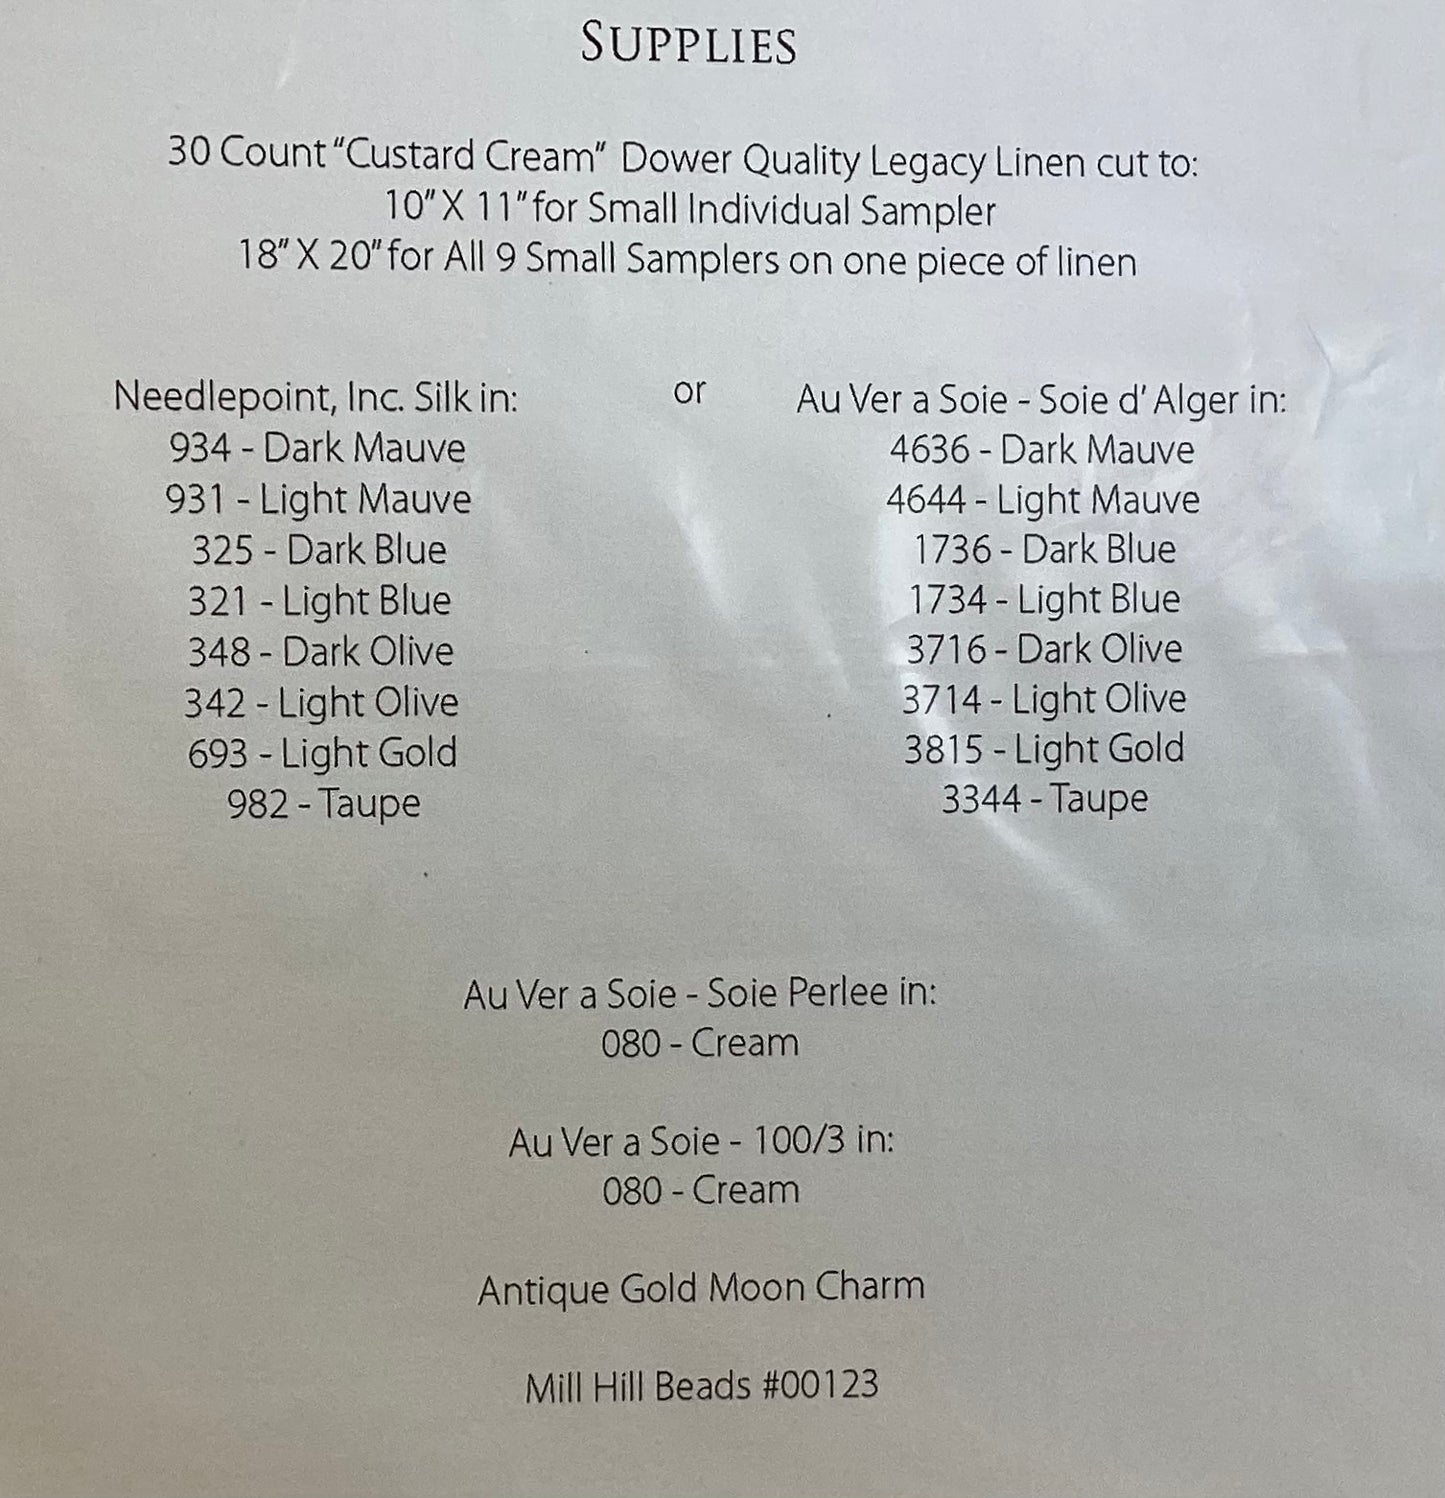 SUPPLIES
30 Count "Custard Cream" Dower Quality Legacy Linen cut to:
10" X 11" for Small Individual Sampler
18" X 20" for All 9 Small Samplers on one piece of linen
Needlepoint, Inc. Silk in:
934 - Dark Mauve
931 - Light Mauve
325 - Dark Blue
321 - Light Blue
348 - Dark Olive
342 - Light Olive
693 - Light Gold
982 - Taupe
or
Au Ver a Soie - Soie d' Alger in:
4636 - Dark Mauve
4644 - Light Mauve
1736 - Dark Blue
1734 - Light Blue
3716 - Dark Olive
3714 - Light Olive
3815 - Light Gold
3344 - Taupe
Au Ver a Soie - Soie Perlee in:
080 - Cream
Au Ver a Soie - 100/3 in:
080 - Cream
Antique Gold Moon Charm
Mill Hill Beads #00123